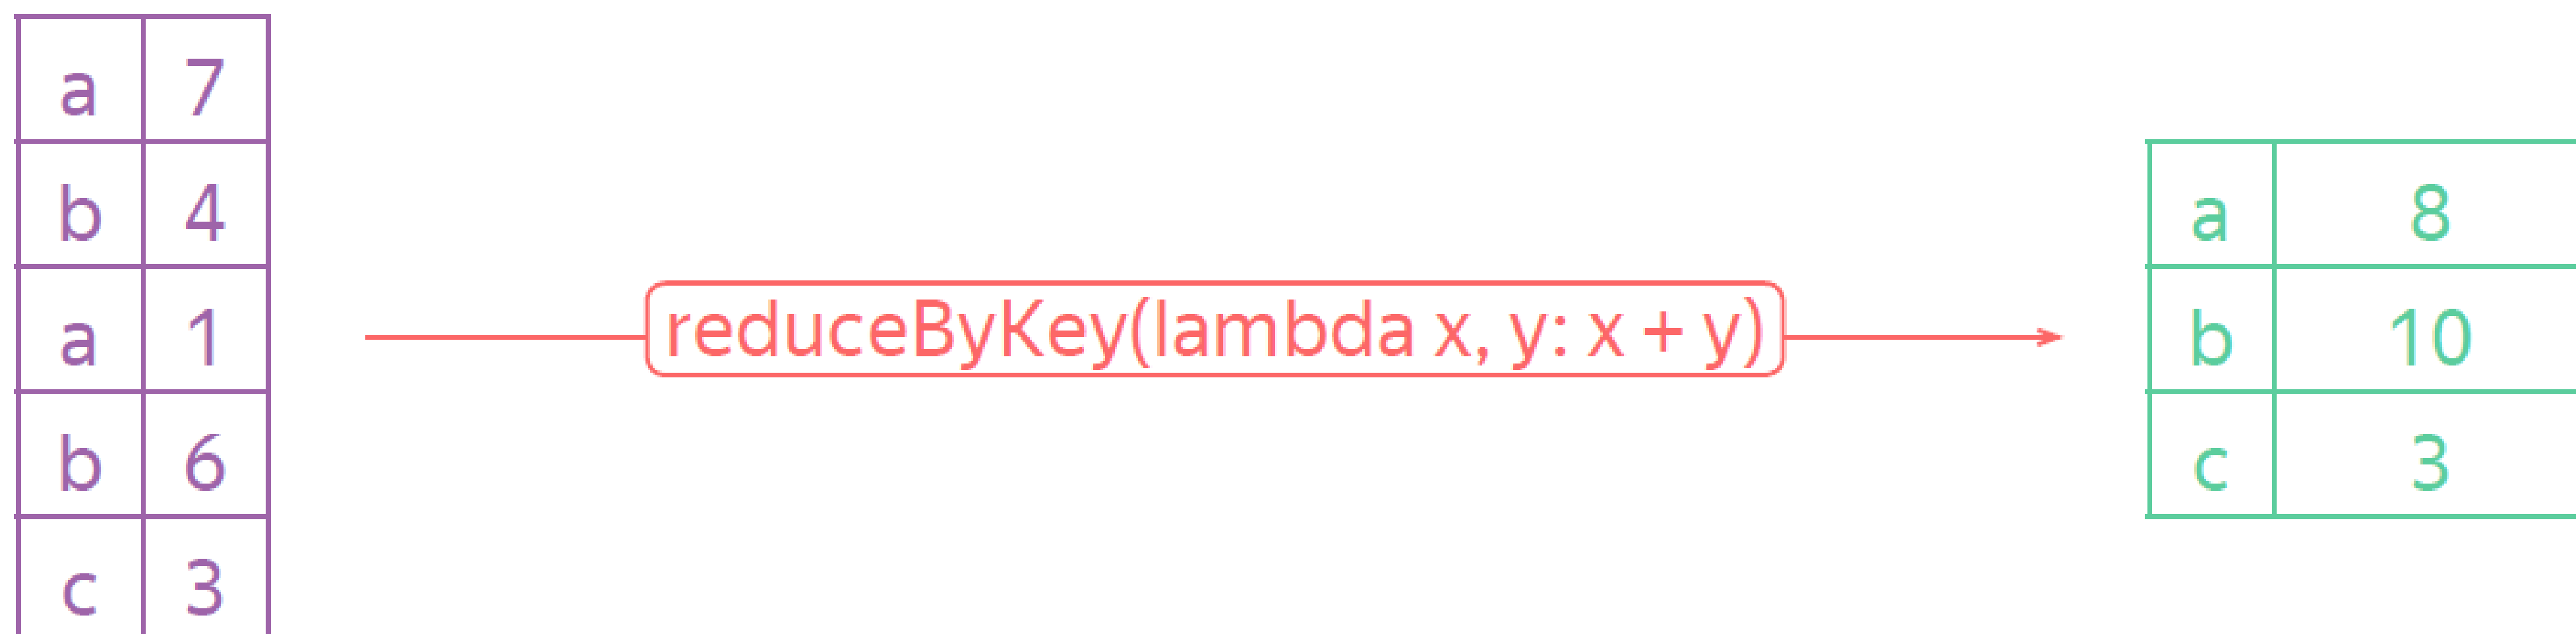 a 7
b 4
a 1
b 6
c 3
reduceByKey(lambda x, y: x + y)
a 8
b 10
c 3